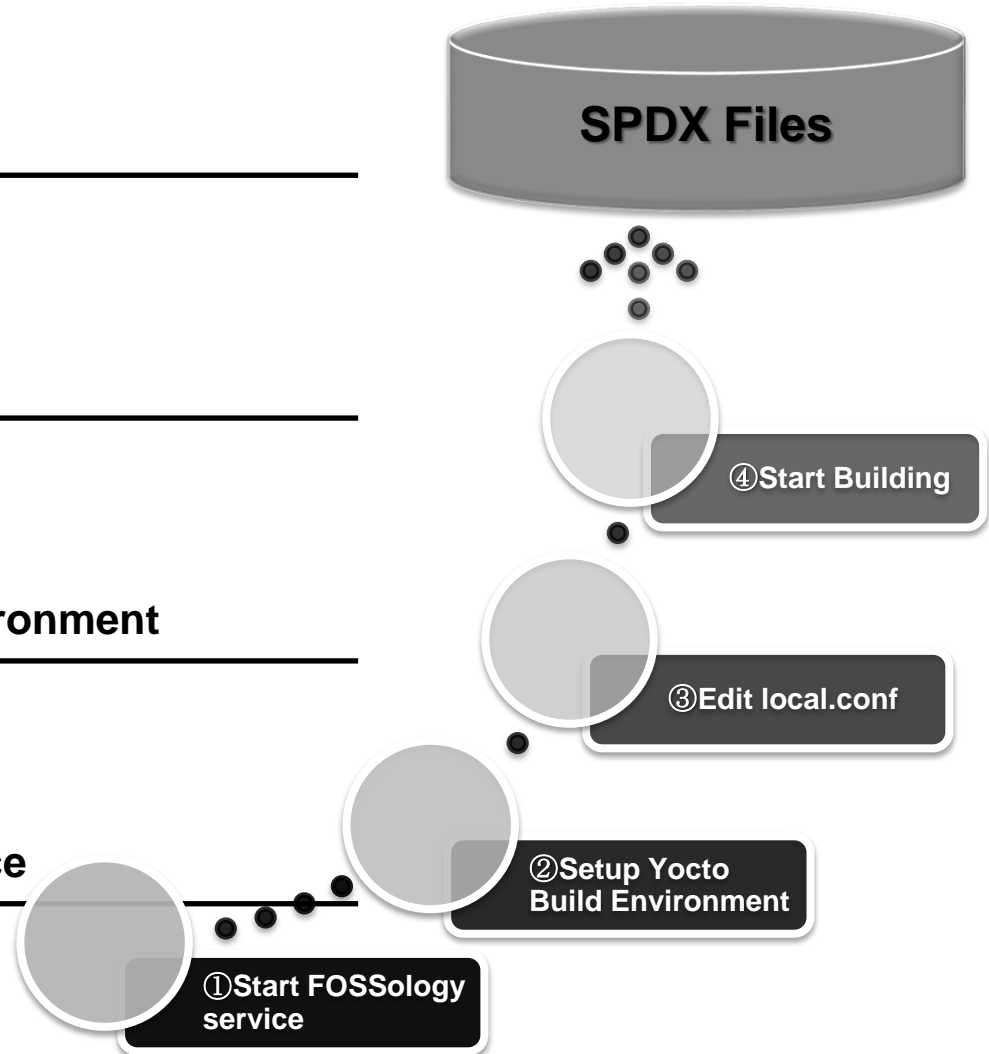 SPDX Files
④Start Building
ronment
③Edit local.conf
ce
②Setup Yocto
Build Environment
①Start FOSSology
service